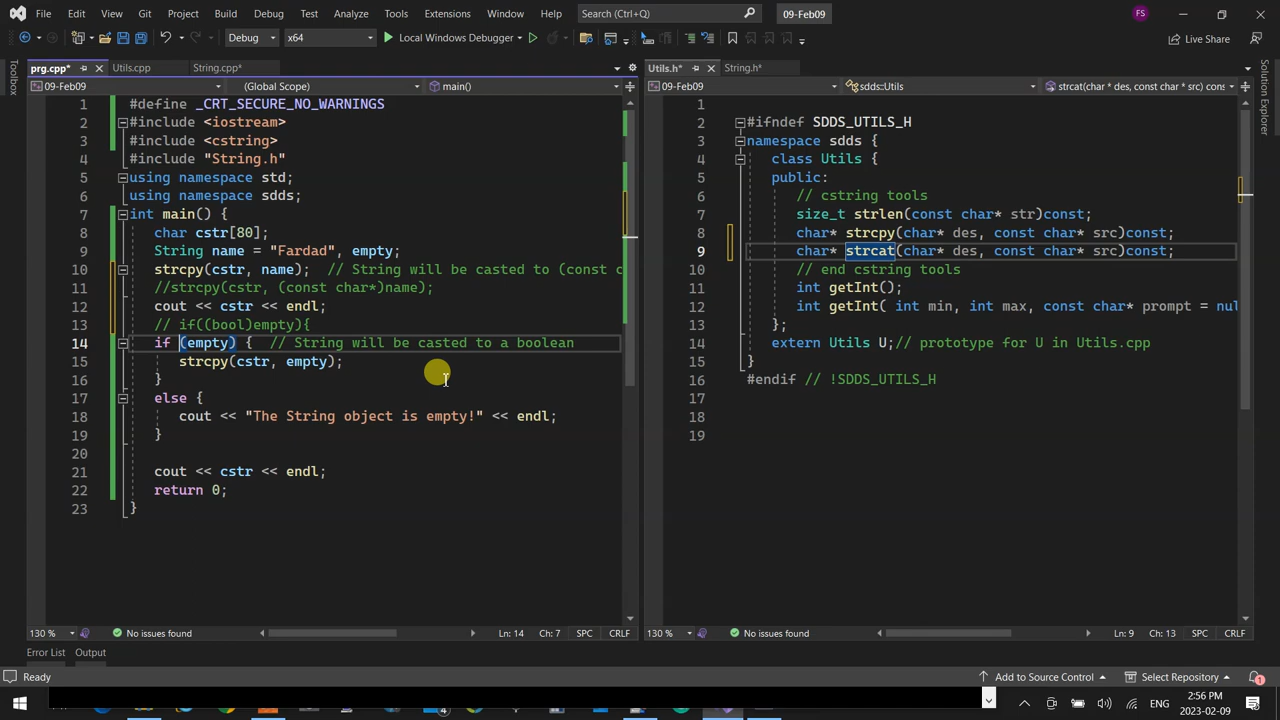 File Edit View Git Project Build Debug Test Analyze Tools Extensions Window Help Search (Ctrl+Q) 09-Feb09 FS
Debug x64 Local Windows Debugger Live Share
prg.cpp* Utils.cpp String.cpp*
09-Feb09 (Global Scope) main()
1 #define _CRT_SECURE_NO_WARNINGS
2 #include <iostream>
3 #include <cstring>
4 #include "String.h"
5 using namespace std;
6 using namespace sdds;
7 int main() {
8 char cstr[80];
9 String name = "Fardad", empty;
10 strcpy(cstr, name); // String will be casted to (const c
11 //strcpy(cstr, (const char*)name);
12 cout << cstr << endl;
13 // if((bool)empty){
14 if (empty) { // String will be casted to a boolean
15 strcpy(cstr, empty);
16 }
17 else {
18 cout << "The String object is empty!" << endl;
19 }
20
21 cout << cstr << endl;
22 return 0;
23 }
130 % No issues found Ln: 14 Ch: 7 SPC CRLF
Toolbox
Utils.h* String.h*
09-Feb09 sdds::Utils strcat(char * des, const char * src) cons
1
2 #ifndef SDDS_UTILS_H
3 namespace sdds {
4 class Utils {
5 public:
6 // cstring tools
7 size_t strlen(const char* str)const;
8 char* strcpy(char* des, const char* src)const;
9 char* strcat(char* des, const char* src)const;
10 // end cstring tools
11 int getInt();
12 int getInt( int min, int max, const char* prompt = nul
13 };
14 extern Utils U;// prototype for U in Utils.cpp
15 }
16 #endif // !SDDS_UTILS_H
17
18
19
130 % No issues found Ln: 9 Ch: 13 SPC CRLF
Solution Explorer
Error List Output
Ready Add to Source Control Select Repository 1
4 ENG 2:56 PM
2023-02-09 3